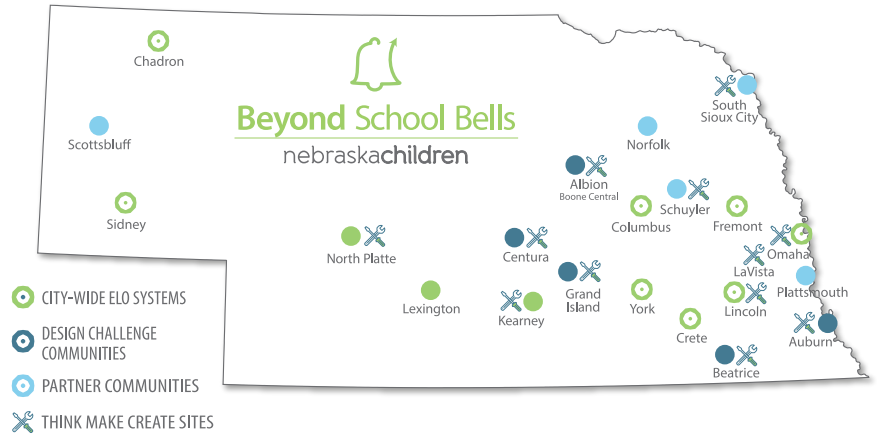 Chadron
Beyond School Bells
nebraskachildren
Scottsbluff
Sidney
North Platte
Lexington
Kearney
Centura
Grand
Island
Albion
Boone Central
Norfolk
South
Sioux City
Schuyler
Columbus
Fremont
Omaha
LaVista
Plattsmouth
Lincoln
York
Crete
Auburn
Beatrice
CITY-WIDE ELO SYSTEMS
DESIGN CHALLENGE
COMMUNITIES
PARTNER COMMUNITIES
THINK MAKE CREATE SITES